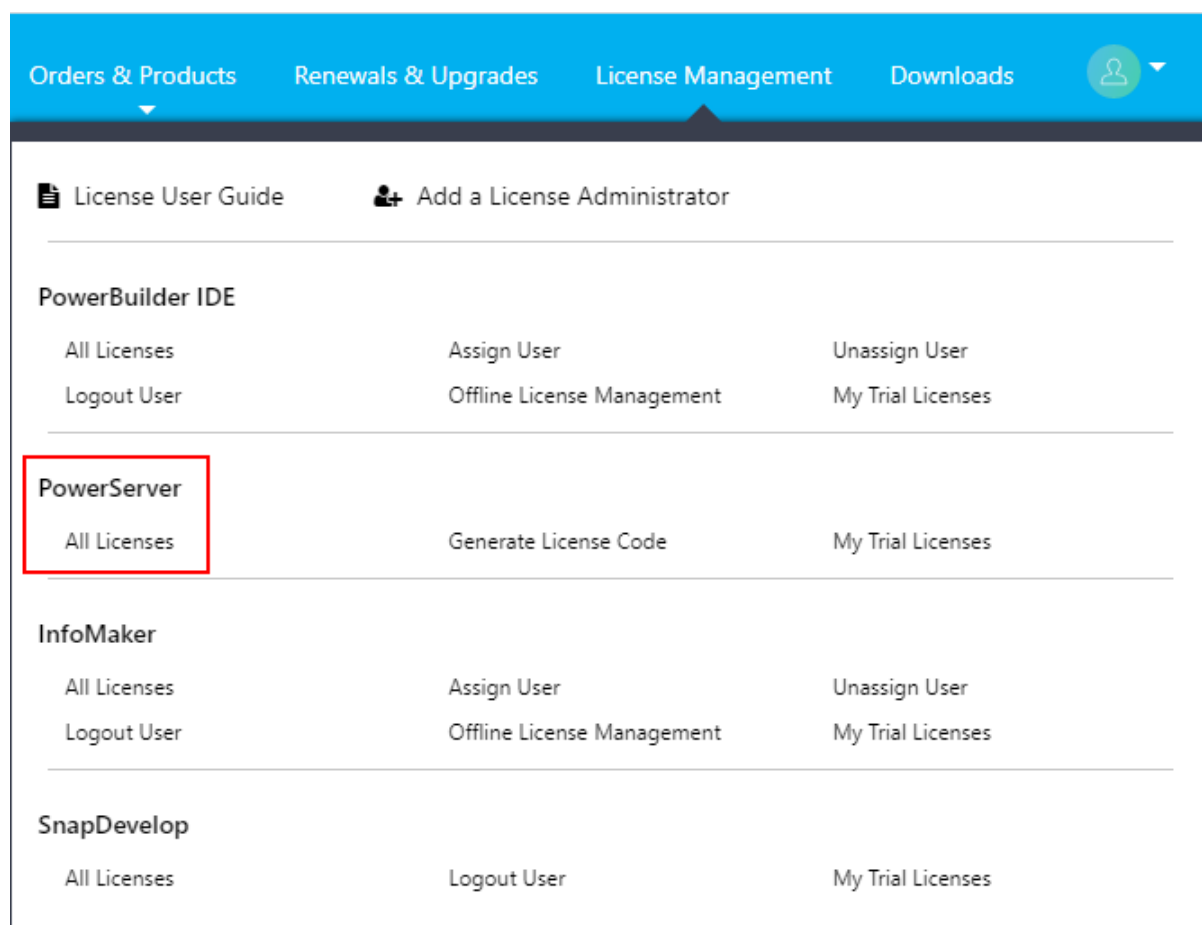 Orders & Products Renewals & Upgrades License Management Downloads
License User Guide Add a License Administrator
PowerBuilder IDE
All Licenses Assign User Unassign User
Logout User Offline License Management My Trial Licenses
PowerServer
All Licenses Generate License Code My Trial Licenses
InfoMaker
All Licenses Assign User Unassign User
Logout User Offline License Management My Trial Licenses
SnapDevelop
All Licenses Logout User My Trial Licenses